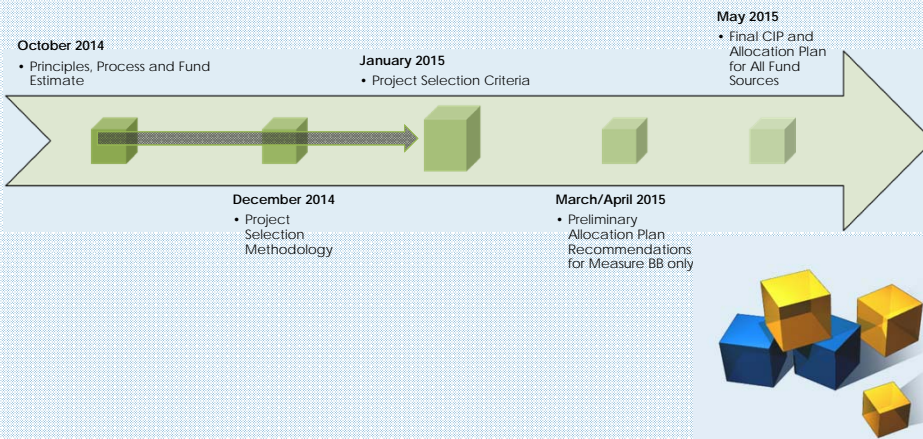 October 2014
• Principles, Process and Fund
Estimate
December 2014
• Project
Selection
Methodology
January 2015
• Project Selection Criteria
March/April 2015
• Preliminary
Allocation Plan
Recommendations
for Measure BB only
May 2015
• Final CIP and
Allocation Plan
for All Fund
Sources